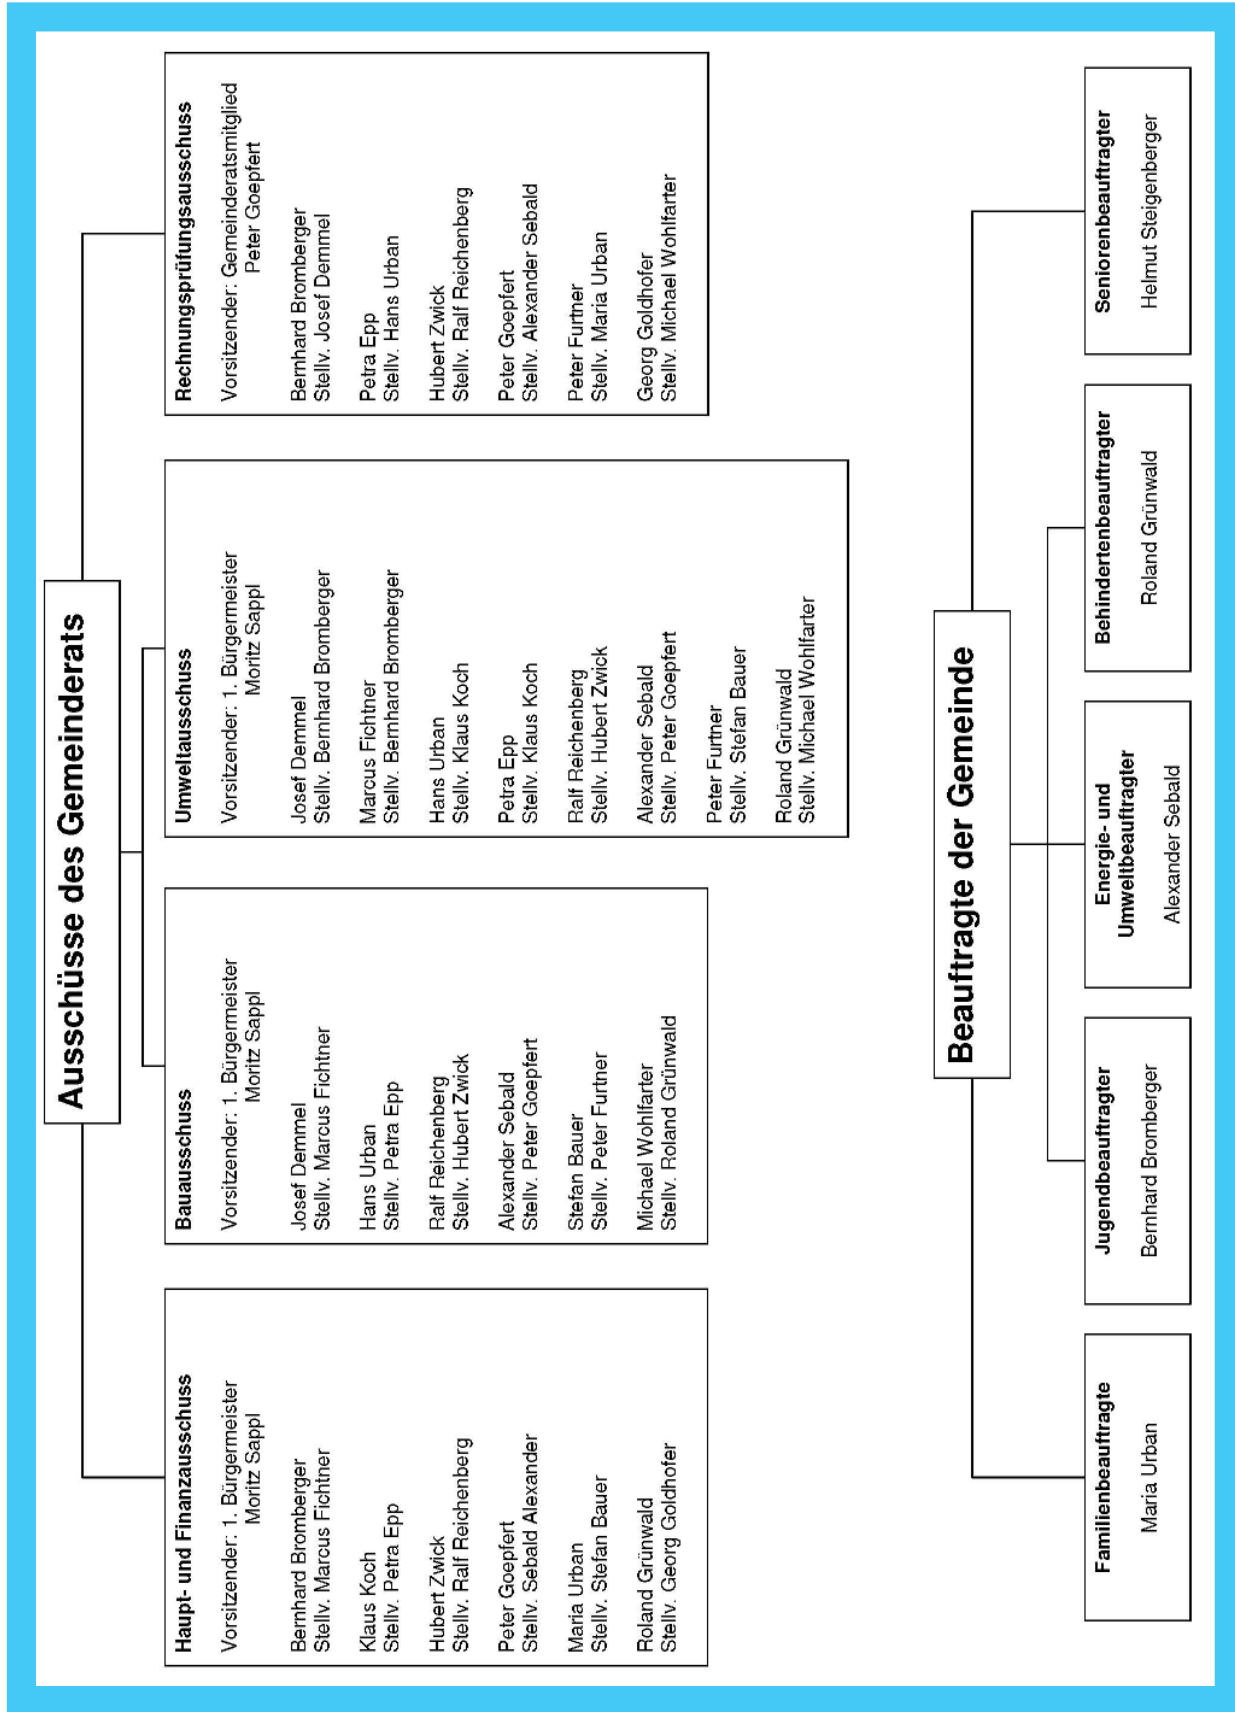 Ausschüsse des Gemeinderats
Haupt- und Finanzausschuss
Vorsitzender: 1. Bürgermeister
Moritz Sappl
Bernhard Bromberger
Stellv. Marcus Fichtner
Klaus Koch
Stellv. Petra Epp
Hubert Zwick
Stellv. Ralf Reichenberg
Peter Goepfert
Stellv. Sebald Alexander
Maria Urban
Stellv. Stefan Bauer
Roland Grünwald
Stellv. Georg Goldhofer
Bauausschuss
Vorsitzender: 1. Bürgermeister
Moritz Sappl
Josef Demmel
Stellv. Marcus Fichtner
Hans Urban
Stellv. Petra Epp
Ralf Reichenberg
Stellv. Hubert Zwick
Alexander Sebald
Stellv. Peter Goepfert
Stefan Bauer
Stellv. Peter Furtner
Michael Wohlfarter
Stellv. Roland Grünwald
Umweltausschuss
Vorsitzender: 1. Bürgermeister
Moritz Sappl
Josef Demmel
Stellv. Bernhard Bromberger
Marcus Fichtner
Stellv. Bernhard Bromberger
Hans Urban
Stellv. Klaus Koch
Petra Epp
Stellv. Klaus Koch
Ralf Reichenberg
Stellv. Hubert Zwick
Alexander Sebald
Stellv. Peter Goepfert
Peter Furtner
Stellv. Stefan Bauer
Roland Grünwald
Stellv. Michael Wohlfarter
Rechnungsprüfungsausschuss
Vorsitzender: Gemeinderatsmitglied
Peter Goepfert
Bernhard Bromberger
Stellv. Josef Demmel
Petra Epp
Stellv. Hans Urban
Hubert Zwick
Stellv. Ralf Reichenberg
Peter Goepfert
Stellv. Alexander Sebald
Peter Furtner
Stellv. Maria Urban
Georg Goldhofer
Stellv. Michael Wohlfarter
Beauftragte der Gemeinde
Familienbeauftragte
Maria Urban
Jugendbeauftragter
Bernhard Bromberger
Energie- und
Umweltbeauftragter
Alexander Sebald
Behindertenbeauftragter
Roland Grünwald
Seniorenbeauftragter
Helmut Steigenberger